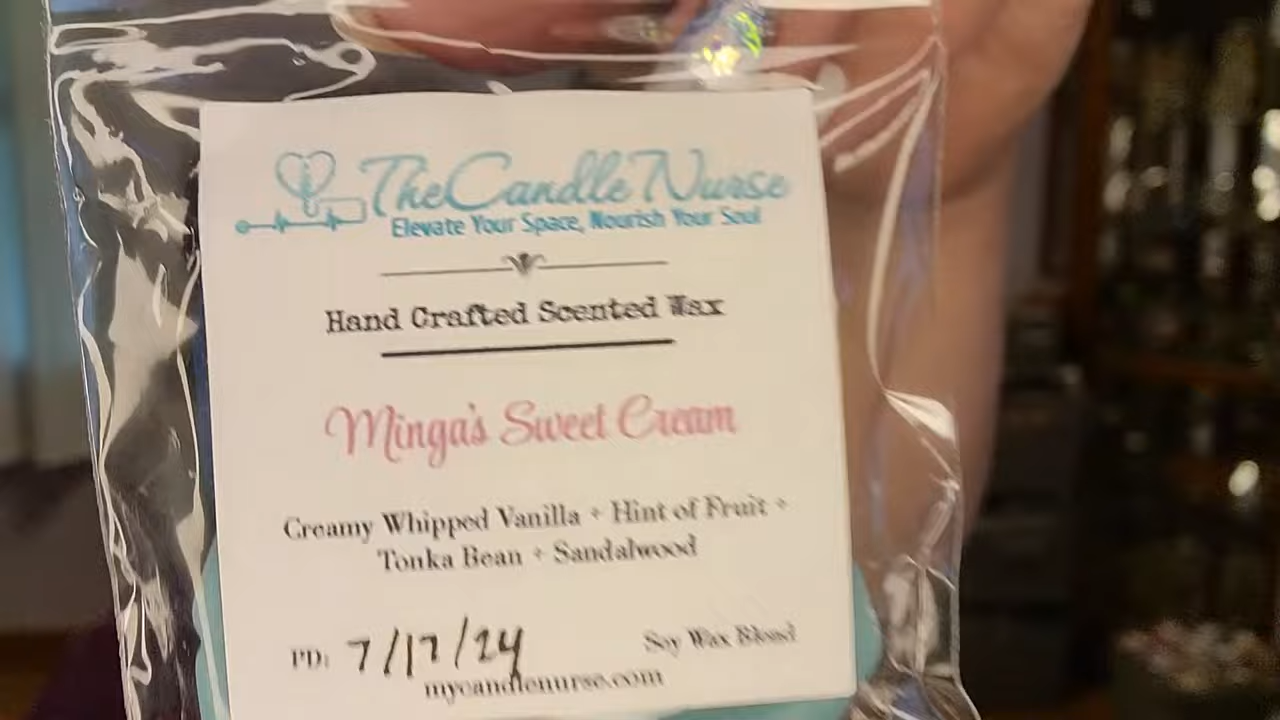 The Candle Nurse
Elevate Your Space, Nourish Your Soul
Hand Crafted Scented Wax
Minga's Sweet Cream
Creamy Whipped Vanilla + Hint of Fruit +
Tonka Bean + Sandalwood
PD: 7/17/24 Soy Wax Blend
mycandlenurse.com